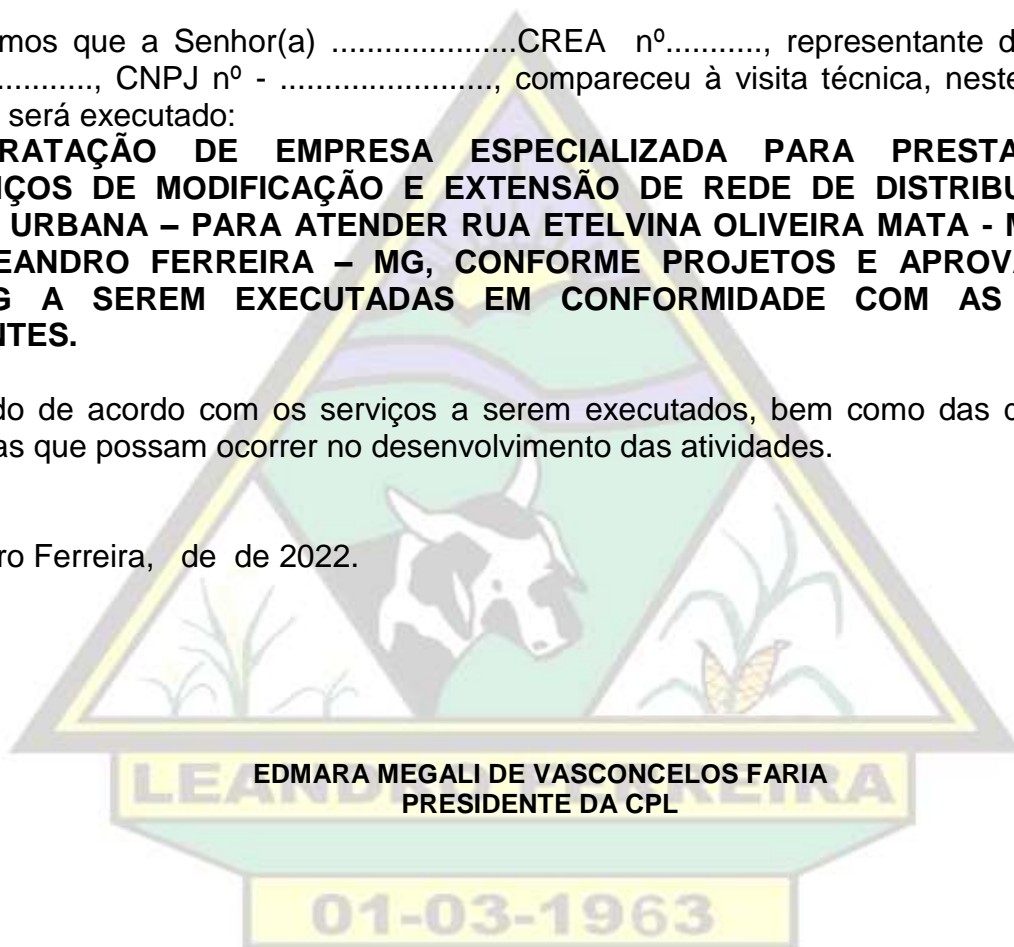 mos que a Senhor(a) .....................CREA nº..........., representante d
............, CNPJ nº - ........................, compareceu à visita técnica, neste
será executado:
RATAÇÃO DE EMPRESA ESPECIALIZADA PARA PRESTA
IÇOS DE MODIFICAÇÃO E EXTENSÃO DE REDE DE DISTRIBU
URBANA – PARA ATENDER RUA ETELVINA OLIVEIRA MATA - M
EANDRO FERREIRA – MG, CONFORME PROJETOS E APROVA
G A SEREM EXECUTADAS EM CONFORMIDADE COM AS
NTES.
do de acordo com os serviços a serem executados, bem como das c
as que possam ocorrer no desenvolvimento das atividades.
ro Ferreira, de de 2022.
EDMARA MEGALI DE VASCONCELOS FARIA
PRESIDENTE DA CPL
LEANDRO FERREIRA
01-03-1963